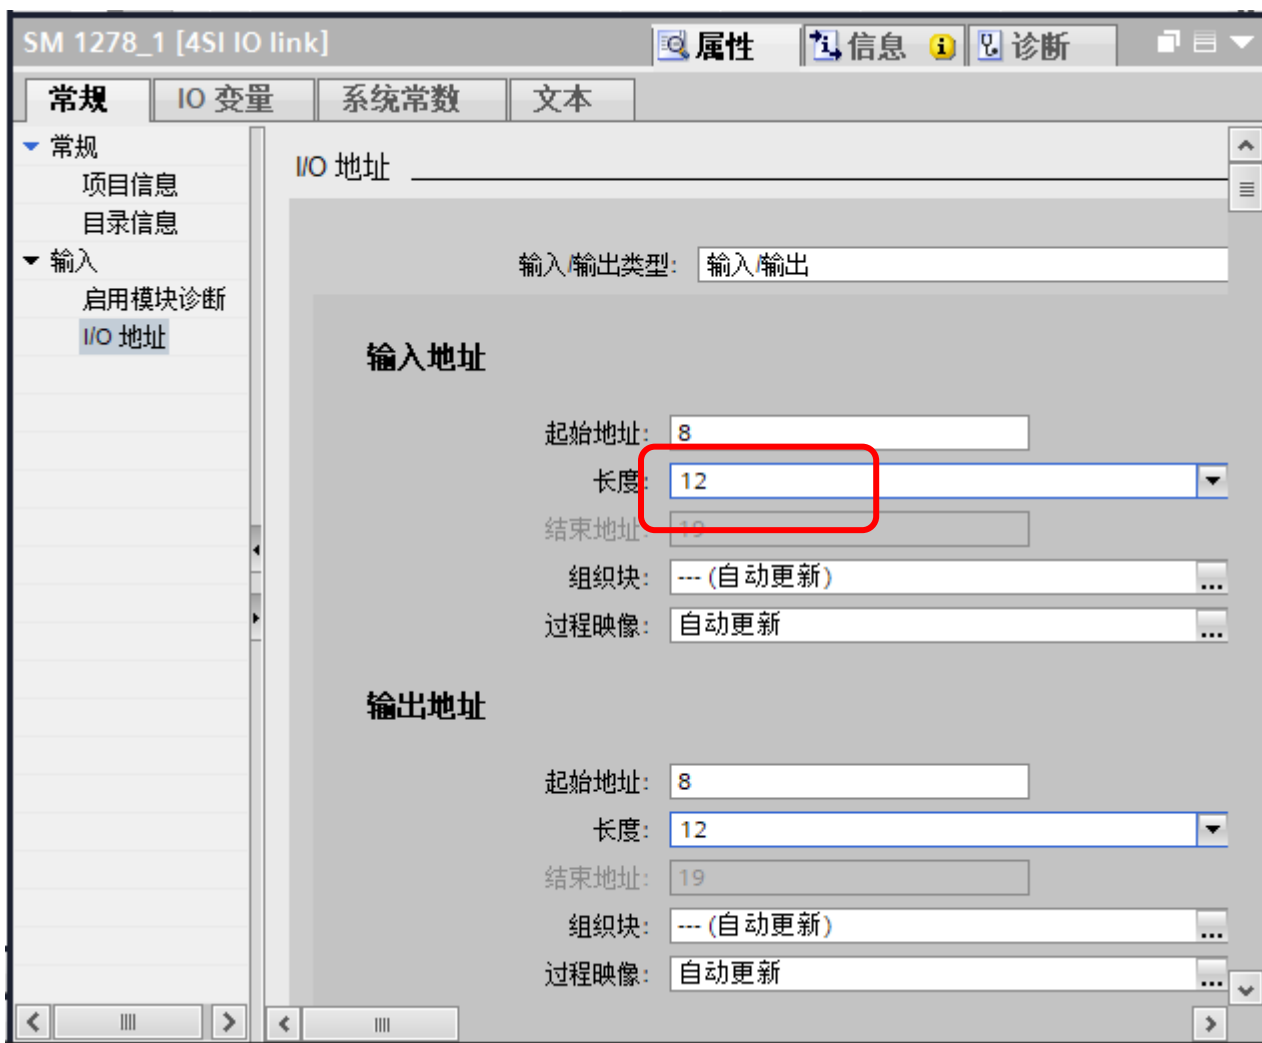 SM 1278_1 [4SI IO link]
属性
信息
诊断
常规
IO 变量
系统常数
文本
常规
项目信息
目录信息
输入
启用模块诊断
I/O 地址
I/O 地址
输入/输出类型: 输入/输出
输入地址
起始地址: 8
长度: 12
结束地址: 19
组织块: --- (自动更新)
过程映像: 自动更新
输出地址
起始地址: 8
长度: 12
结束地址: 19
组织块: --- (自动更新)
过程映像: 自动更新